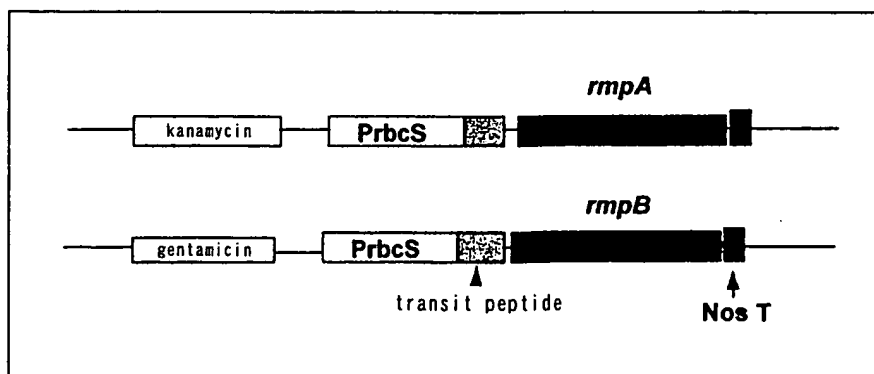 rmpA
kanamycin PrbcS
rmpB
gentamicin PrbcS
transit peptide
Nos T